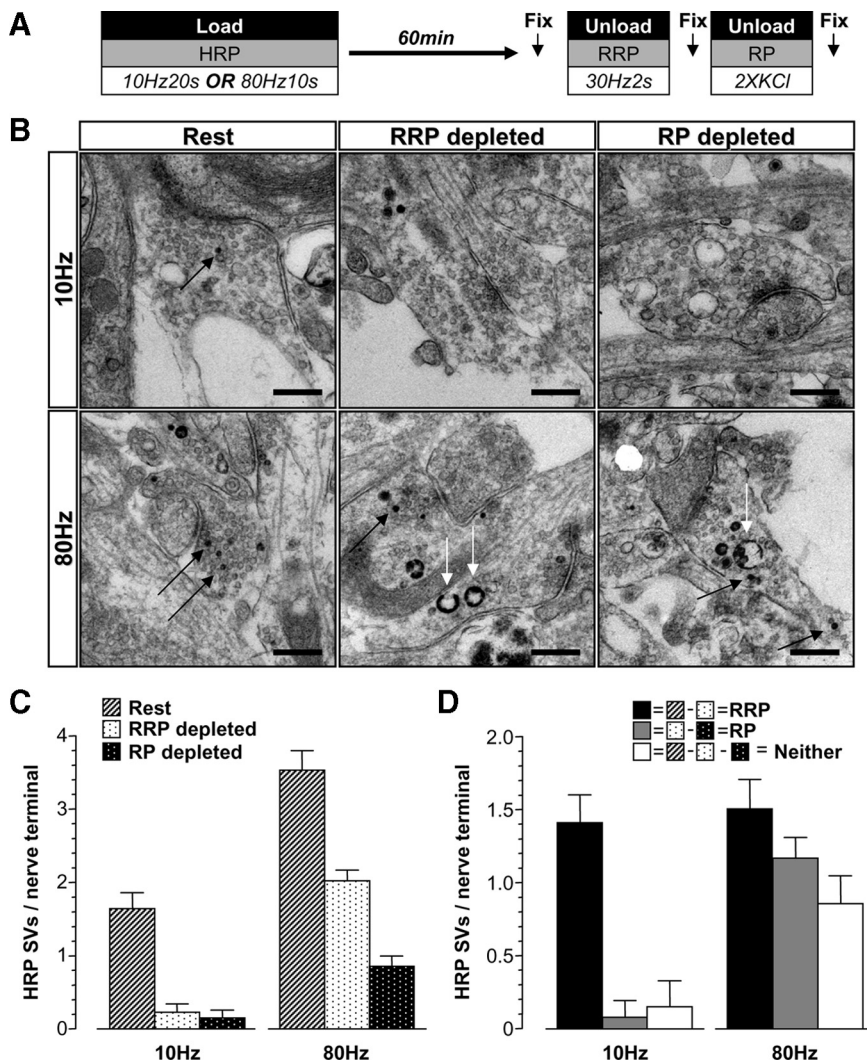 A
Load
HRP
10Hz20s OR 80Hz10s
60min
Fix
Unload
RRP
30Hz2s
Fix
Unload
RP
2XKCl
Fix
B
Rest
RRP depleted
RP depleted
10Hz
80Hz
C
Rest
RRP depleted
RP depleted
HRP SVs / nerve terminal
4
3
2
1
0
10Hz
80Hz
D
= - =RRP
= - =RP
= - - = Neither
HRP SVs / nerve terminal
2.0
1.5
1.0
0.5
0
10Hz
80Hz